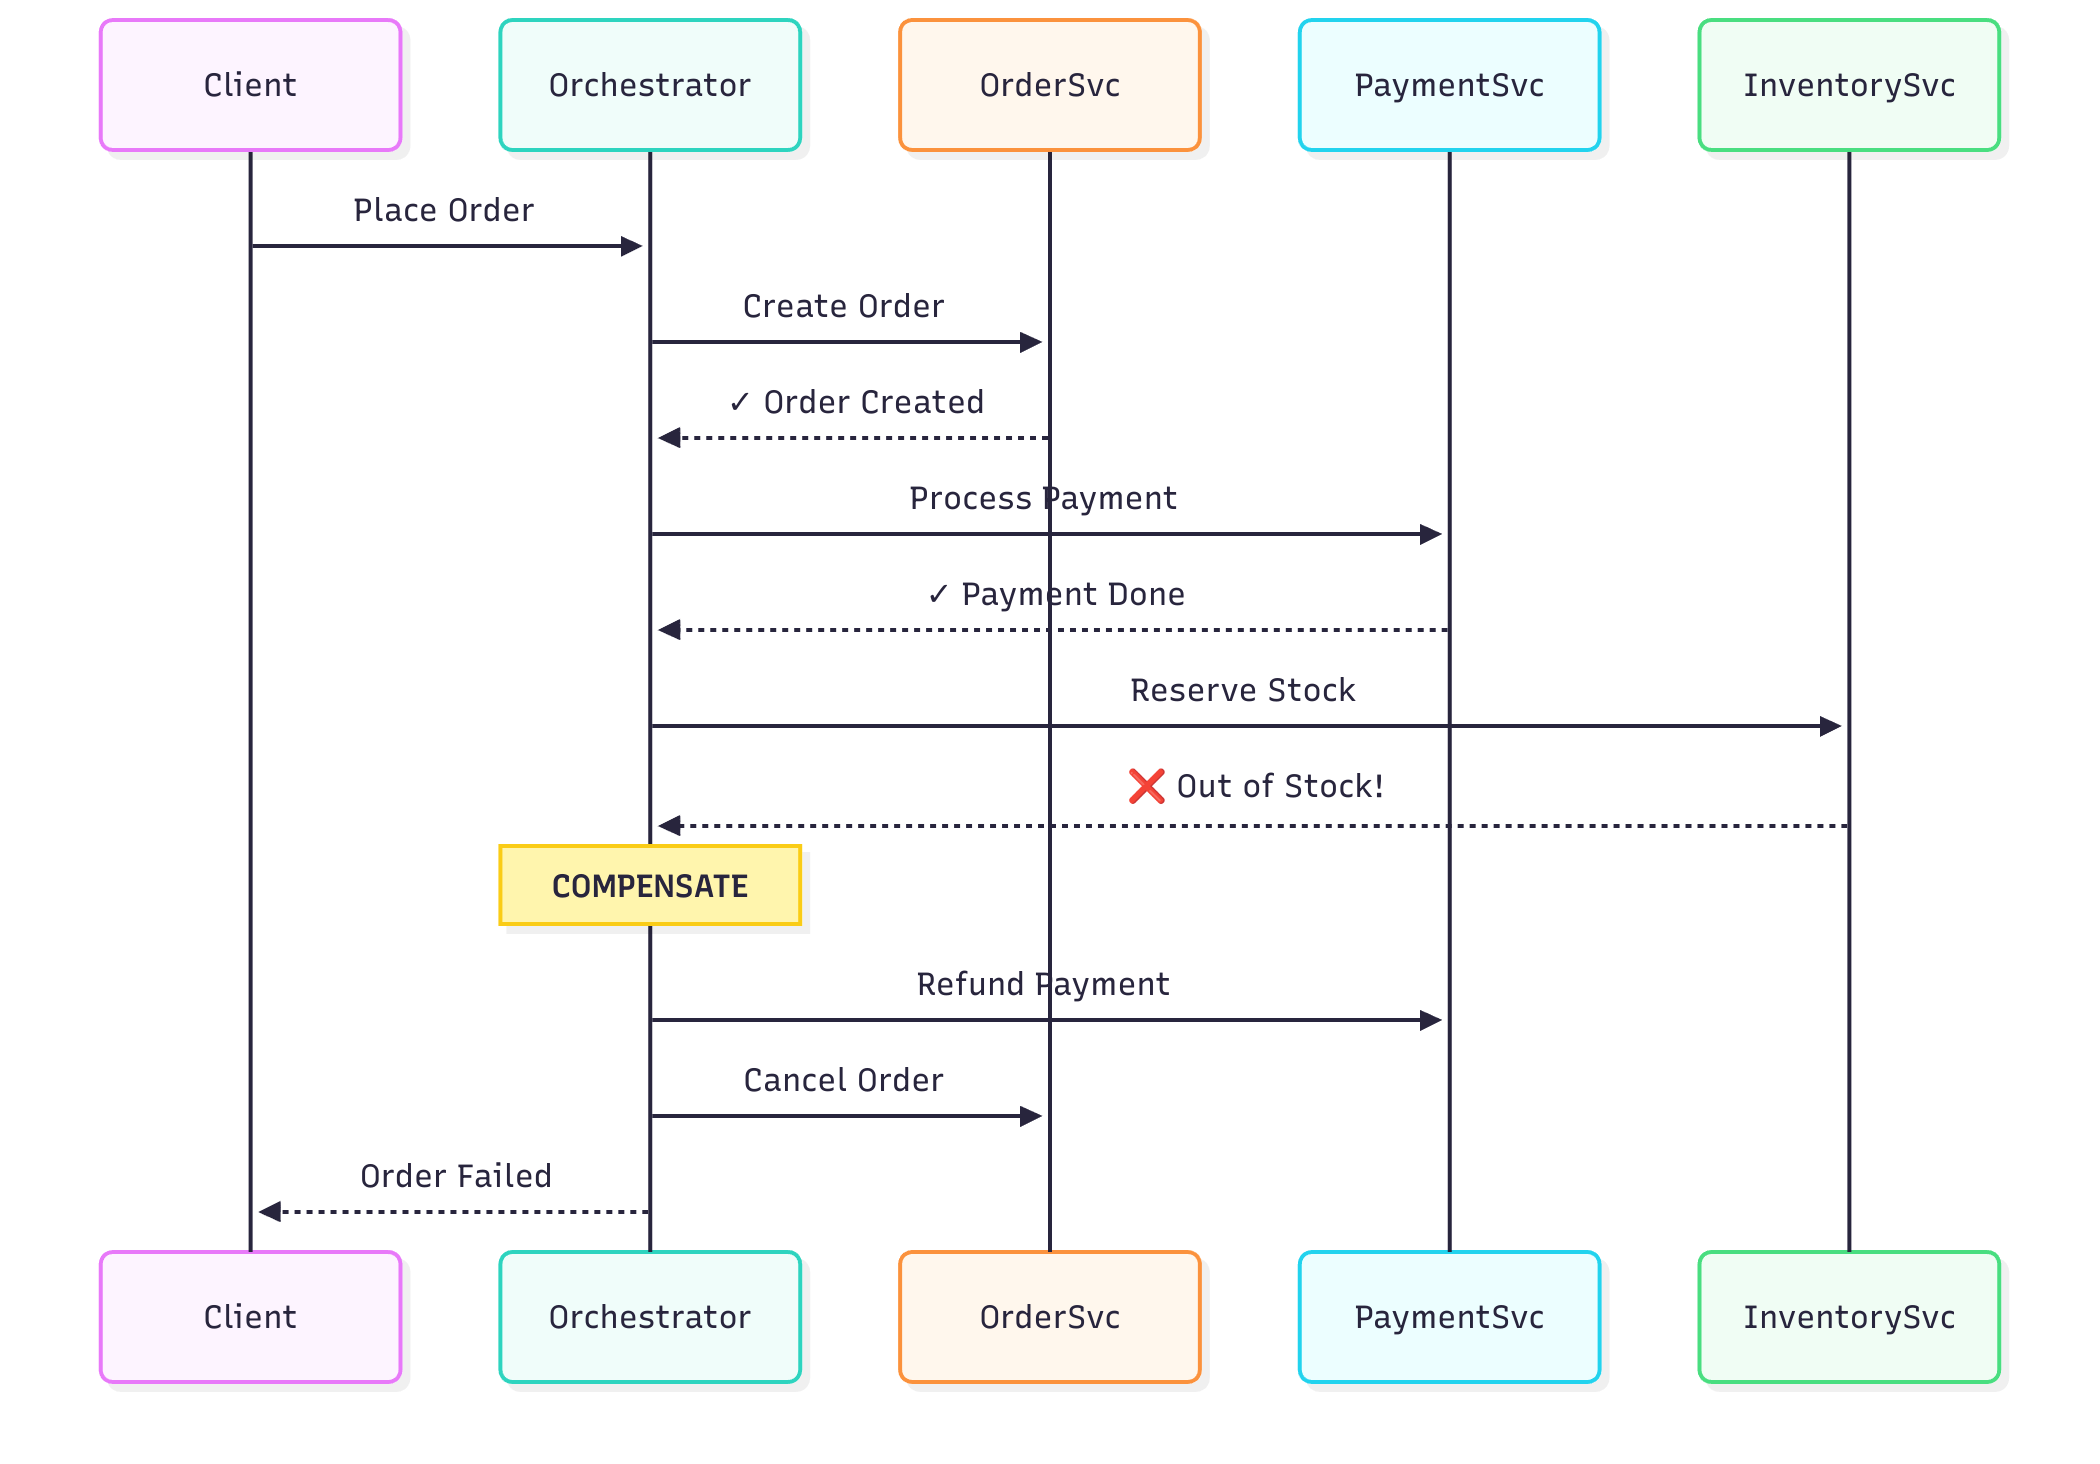 Client
Orchestrator
OrderSvc
PaymentSvc
InventorySvc
Place Order
Create Order
✓ Order Created
Process Payment
✓ Payment Done
Reserve Stock
❌ Out of Stock!
COMPENSATE
Refund Payment
Cancel Order
Order Failed
Client
Orchestrator
OrderSvc
PaymentSvc
InventorySvc